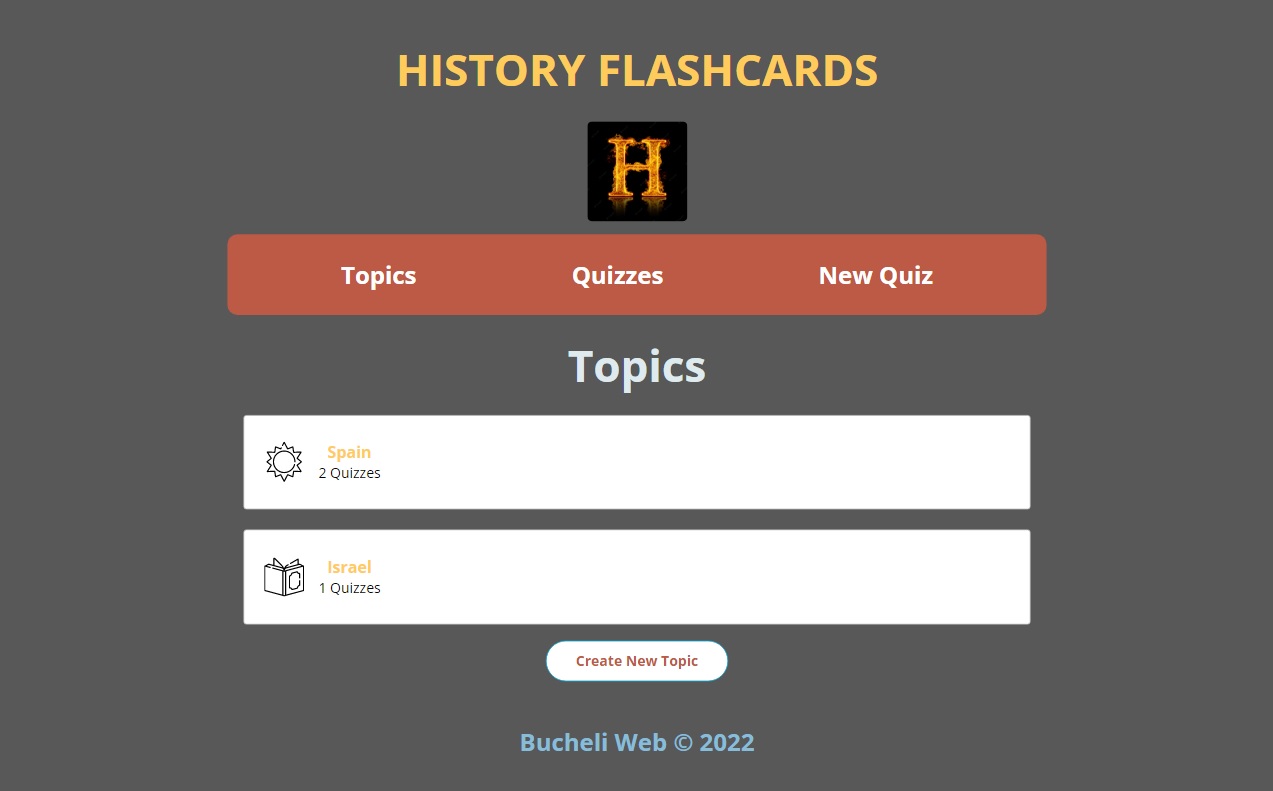 HISTORY FLASHCARDS
H
Topics Quizzes New Quiz
Topics
Spain
2 Quizzes
Israel
1 Quizzes
Create New Topic
Bucheli Web © 2022